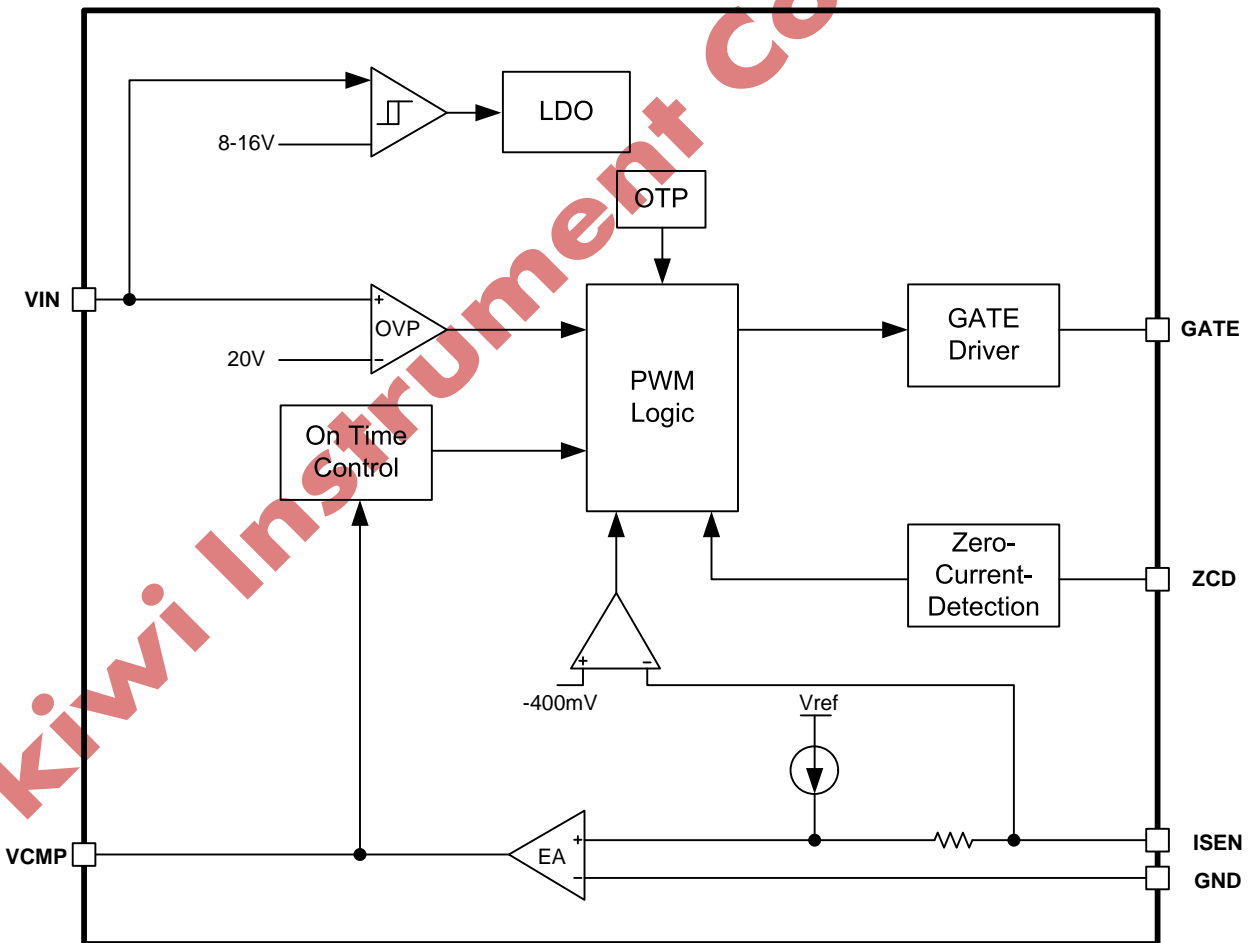 kiwi Instrument Co
LDO
8-16V
OTP
VIN
+
OVP
-
20V
GATE
Driver
GATE
PWM
Logic
On Time
Control
Zero-
Current-
Detection
ZCD
+
-
-400mV
Vref
VCMP
EA
+
-
ISEN
GND